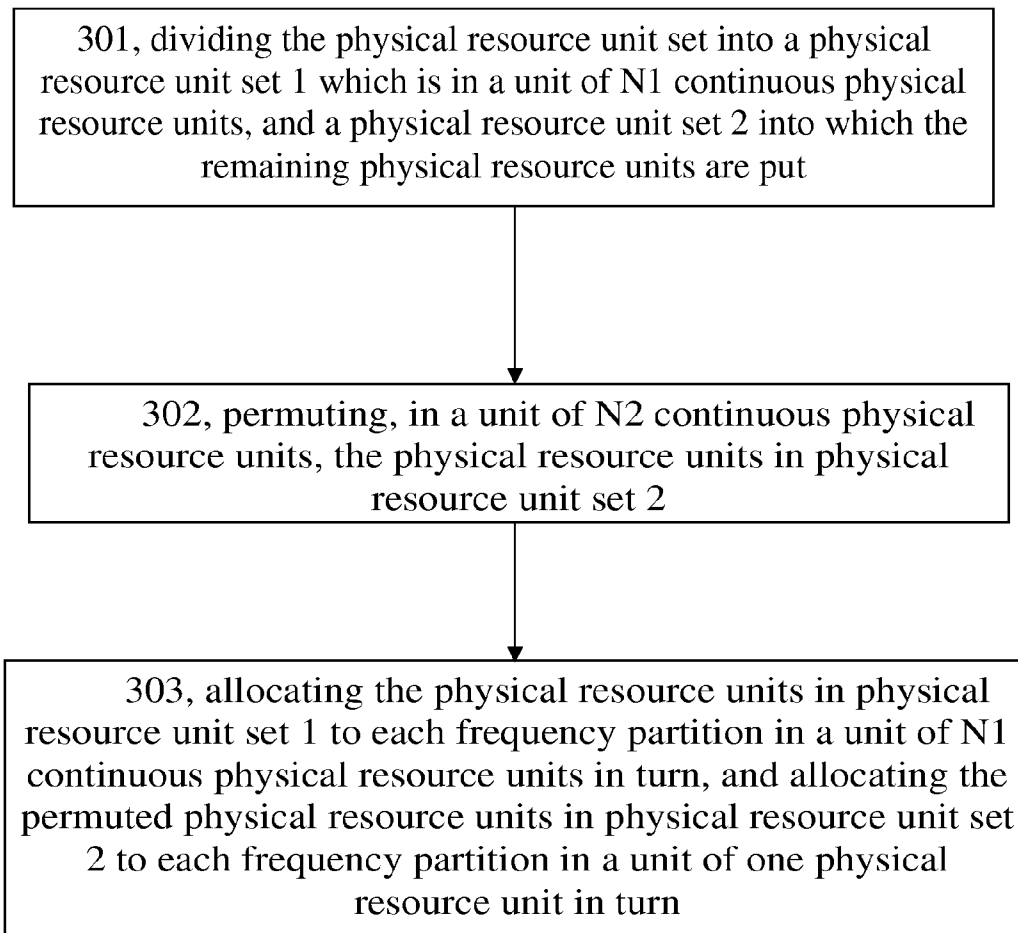 301, dividing the physical resource unit set into a physical
resource unit set 1 which is in a unit of N1 continuous physical
resource units, and a physical resource unit set 2 into which the
remaining physical resource units are put
302, permuting, in a unit of N2 continuous physical
resource units, the physical resource units in physical
resource unit set 2
303, allocating the physical resource units in physical
resource unit set 1 to each frequency partition in a unit of N1
continuous physical resource units in turn, and allocating the
permuted physical resource units in physical resource unit set
2 to each frequency partition in a unit of one physical
resource unit in turn